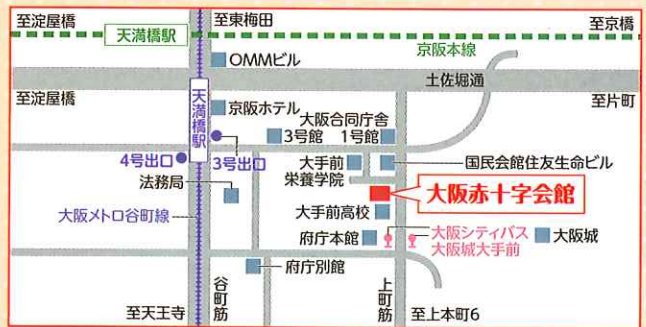 至淀屋橋
至東梅田
至京橋
天満橋駅
京阪本線
OMMビル
土佐堀通
至淀屋橋
至片町
天満橋駅
京阪ホテル
大阪合同庁舎
3号館
1号館
4号出口
3号出口
大手前
栄養学院
国民会館住友生命ビル
法務局
大阪赤十字会館
大手前高校
大阪メトロ谷町線
府庁本館
大阪シティバス
大阪城大手前
大阪城
府庁別館
谷町筋
上町筋
至天王寺
至上本町6